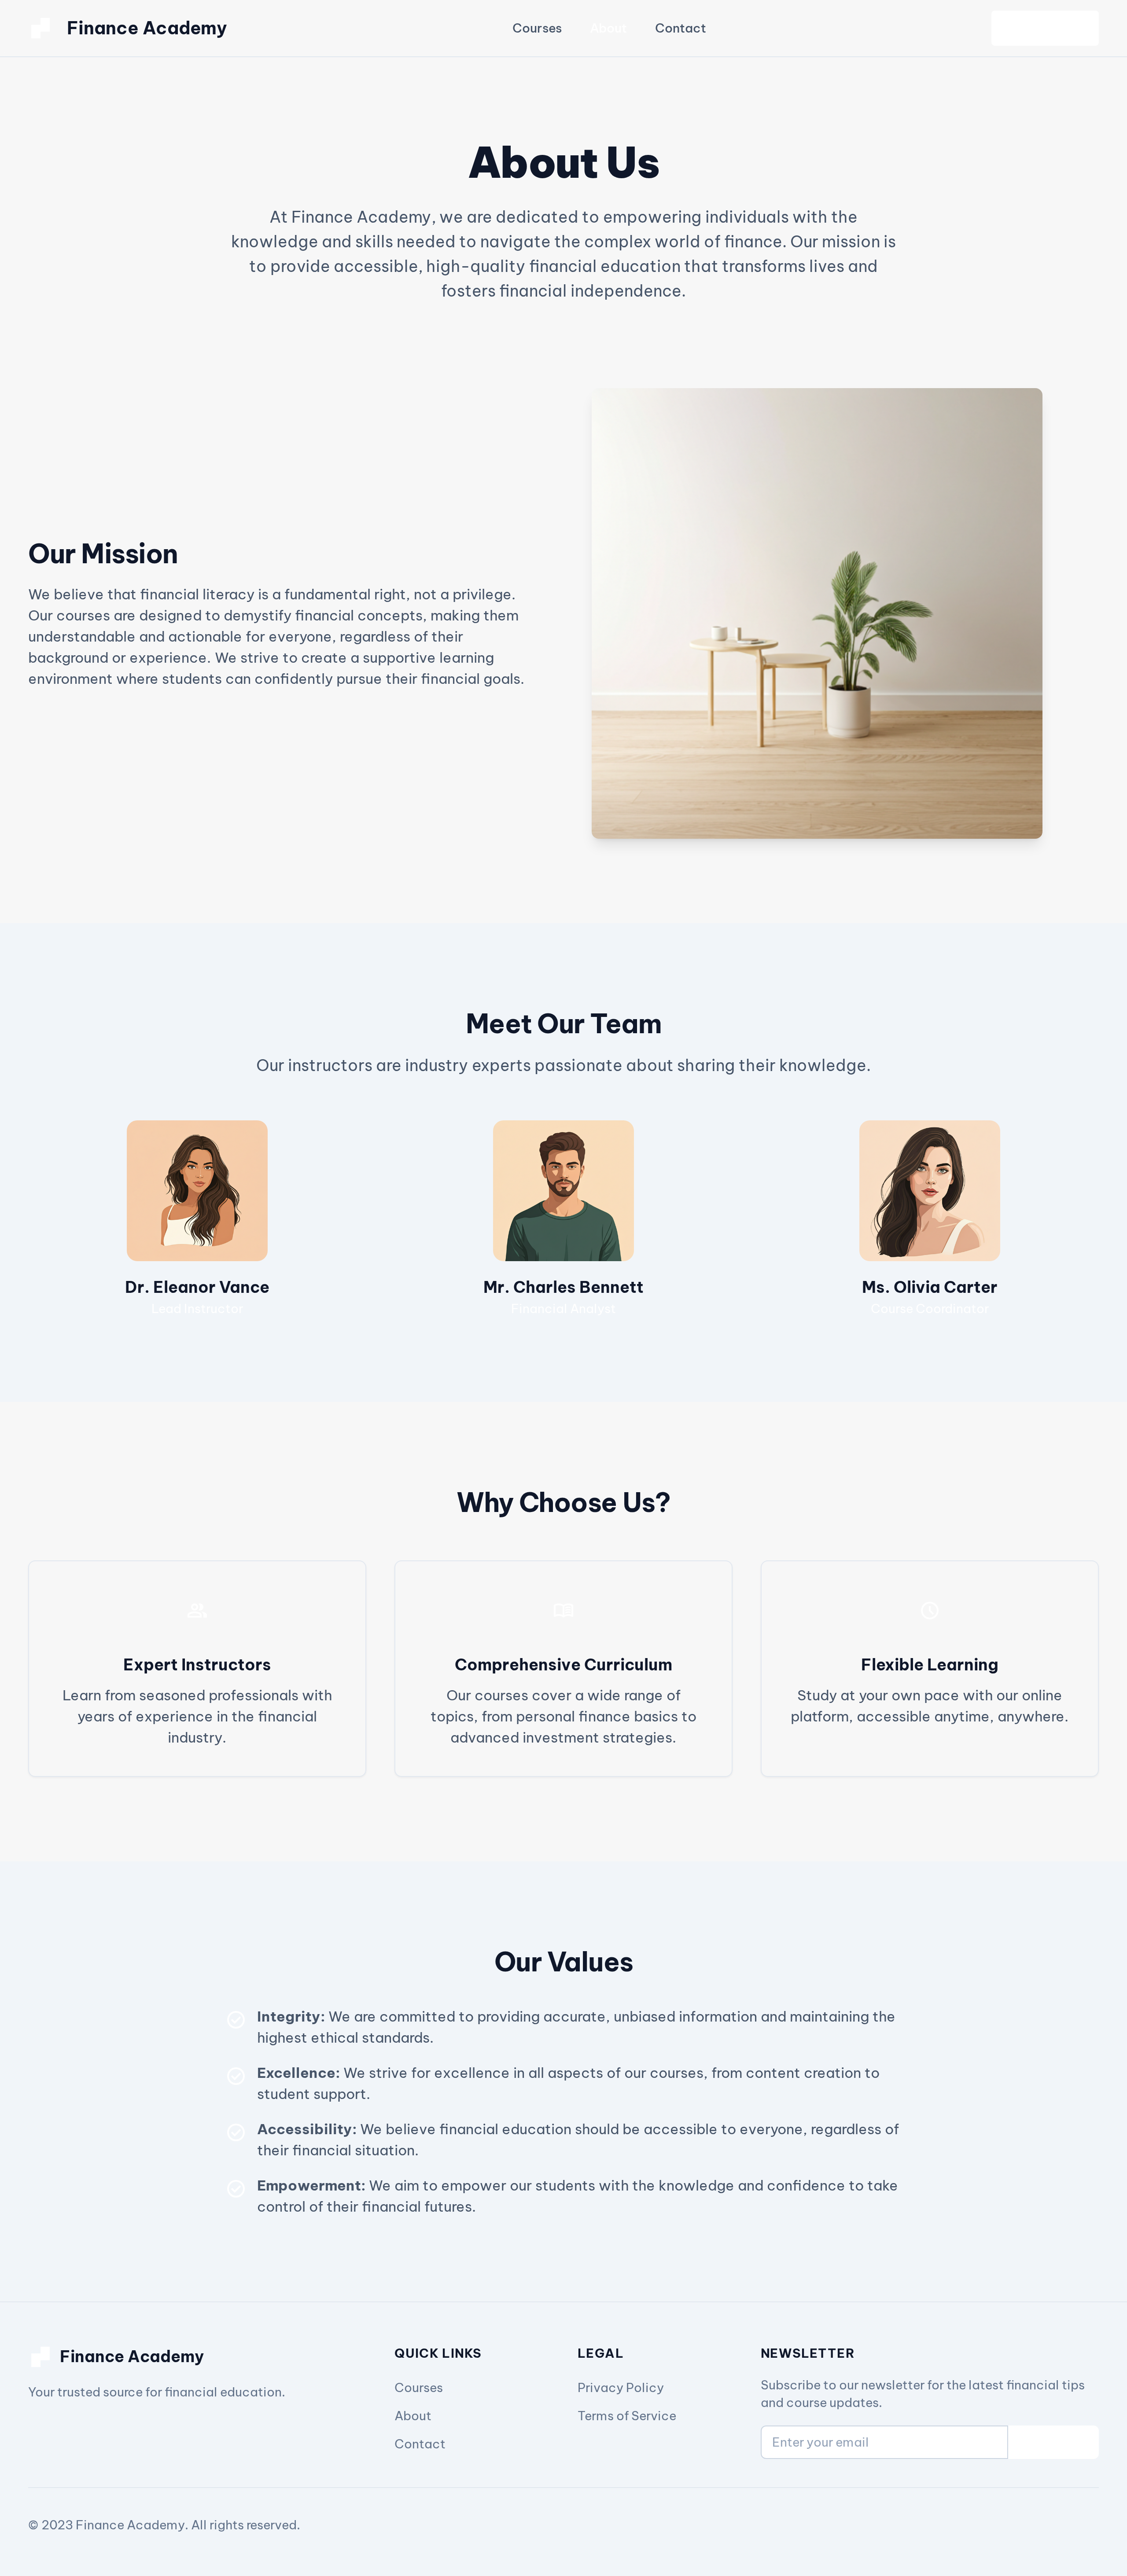 Finance Academy
Courses
About
Contact
About Us
At Finance Academy, we are dedicated to empowering individuals with the
knowledge and skills needed to navigate the complex world of finance. Our mission is
to provide accessible, high-quality financial education that transforms lives and
fosters financial independence.
Our Mission
We believe that financial literacy is a fundamental right, not a privilege.
Our courses are designed to demystify financial concepts, making them
understandable and actionable for everyone, regardless of their
background or experience. We strive to create a supportive learning
environment where students can confidently pursue their financial goals.
Meet Our Team
Our instructors are industry experts passionate about sharing their knowledge.
Dr. Eleanor Vance
Lead Instructor
Mr. Charles Bennett
Financial Analyst
Ms. Olivia Carter
Course Coordinator
Why Choose Us?
Expert Instructors
Learn from seasoned professionals with
years of experience in the financial
industry.
Comprehensive Curriculum
Our courses cover a wide range of
topics, from personal finance basics to
advanced investment strategies.
Flexible Learning
Study at your own pace with our online
platform, accessible anytime, anywhere.
Our Values
Integrity: We are committed to providing accurate, unbiased information and maintaining the
highest ethical standards.
Excellence: We strive for excellence in all aspects of our courses, from content creation to
student support.
Accessibility: We believe financial education should be accessible to everyone, regardless of
their financial situation.
Empowerment: We aim to empower our students with the knowledge and confidence to take
control of their financial futures.
Finance Academy
Your trusted source for financial education.
QUICK LINKS
Courses
About
Contact
LEGAL
Privacy Policy
Terms of Service
NEWSLETTER
Subscribe to our newsletter for the latest financial tips
and course updates.
Enter your email
© 2023 Finance Academy. All rights reserved.